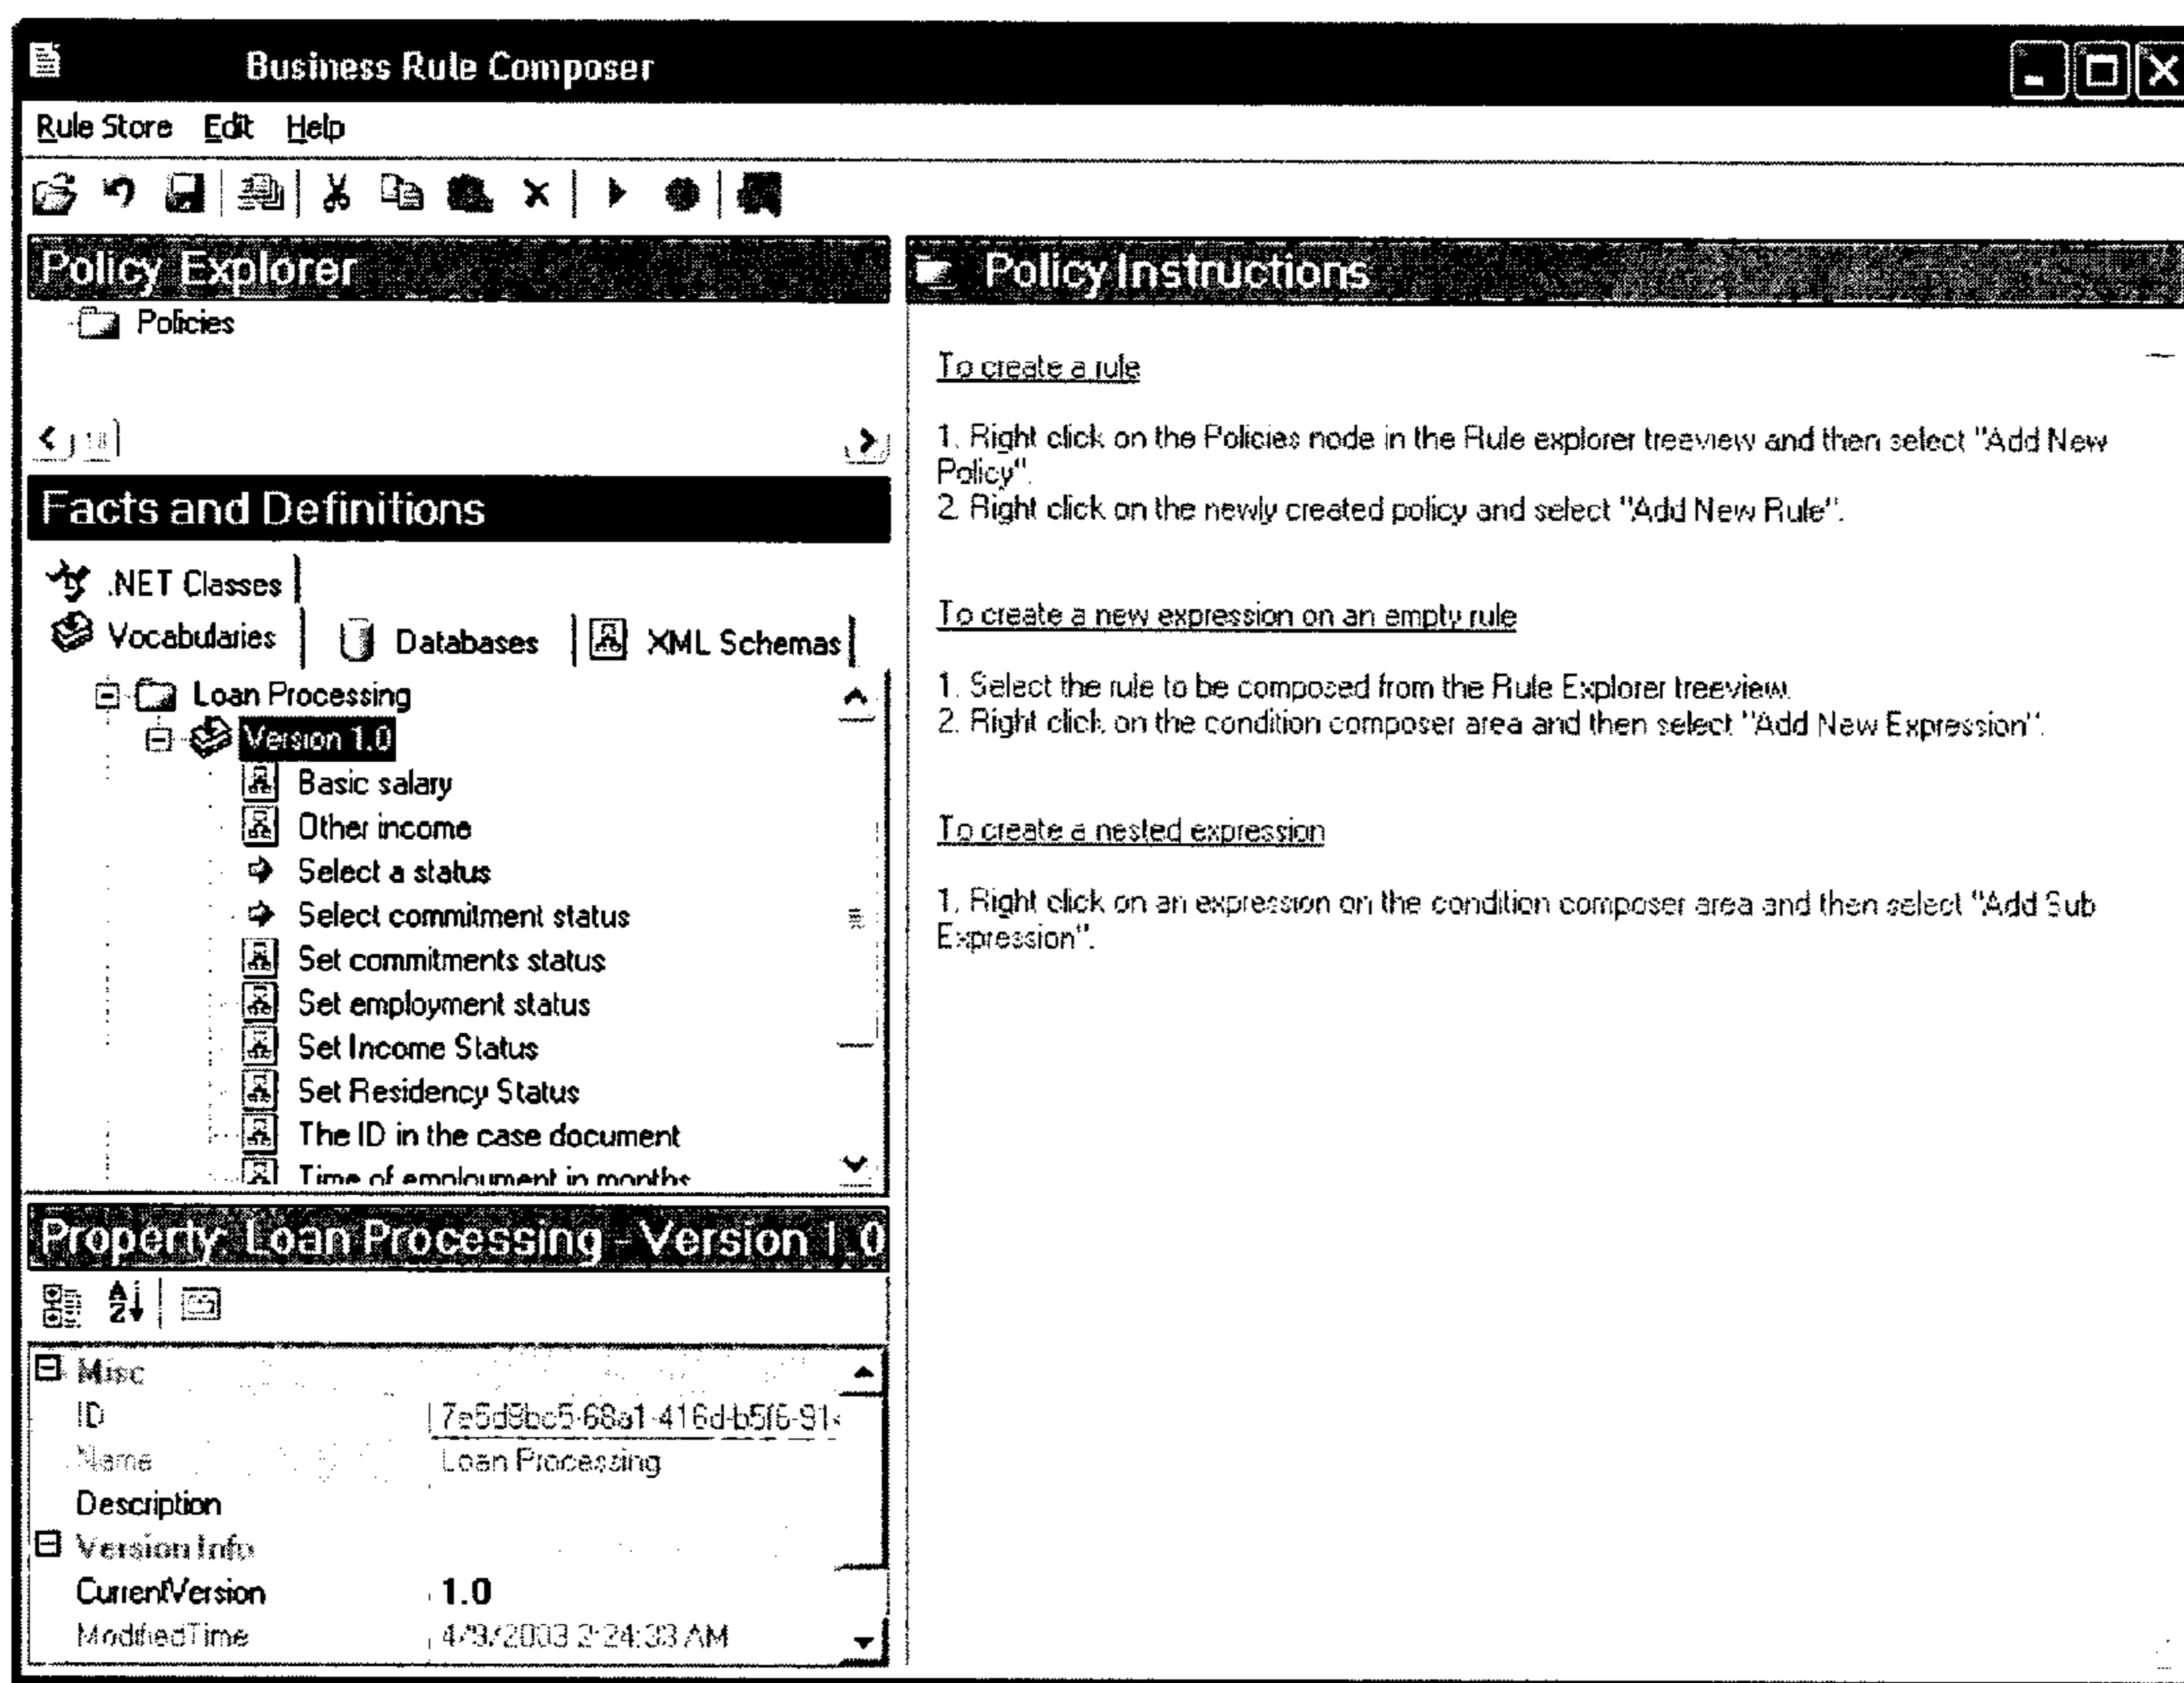 Business Rule Composer
Rule Store Edit Help
Policy Explorer
Policies
Facts and Definitions
.NET Classes
Vocabularies Databases XML Schemas
Loan Processing
Version 1.0
Basic salary
Other income
Select a status
Select commitment status
Set commitments status
Set employment status
Set Income Status
Set Residency Status
The ID in the case document
Time of employment in months
Property: Loan Processing - Version 1.0
Misc
ID
Name Loan Processing
Description
Version Info
CurrentVersion 1.0
ModifiedTime AM
Policy Instructions
To create a rule
1. Right click on the Policies node in the Rule explorer treeview and then select "Add New
Policy".
2. Right click on the newly created policy and select "Add New Rule".
To create a new expression on an empty rule
1. Select the rule to be composed from the Rule Explorer treeview.
2. Right click on the condition composer area and then select "Add New Expression".
To create a nested expression
1. Right click on an expression on the condition composer area and then select "Add Sub
Expression".